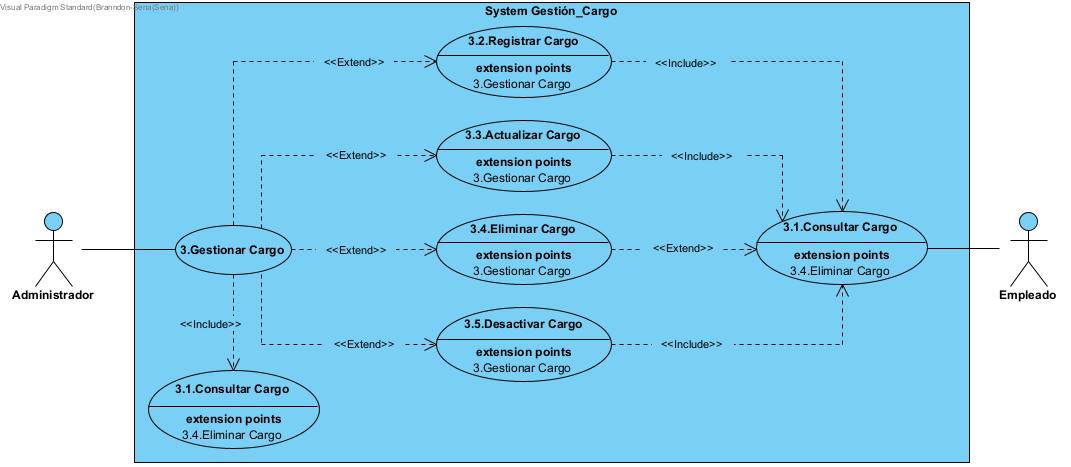 Visual Paradigm Standard(Branndon-Sena(Sena))
System Gestión_Cargo
3.2.Registrar Cargo
extension points
3.Gestionar Cargo
<<Extend>>
<<Include>>
3.3.Actualizar Cargo
extension points
3.Gestionar Cargo
<<Extend>>
<<Include>>
3.Gestionar Cargo
<<Extend>>
3.4.Eliminar Cargo
extension points
3.Gestionar Cargo
<<Extend>>
3.1.Consultar Cargo
extension points
3.4.Eliminar Cargo
Administrador
Empleado
<<Include>>
<<Extend>>
3.5.Desactivar Cargo
extension points
3.Gestionar Cargo
<<Include>>
3.1.Consultar Cargo
extension points
3.4.Eliminar Cargo